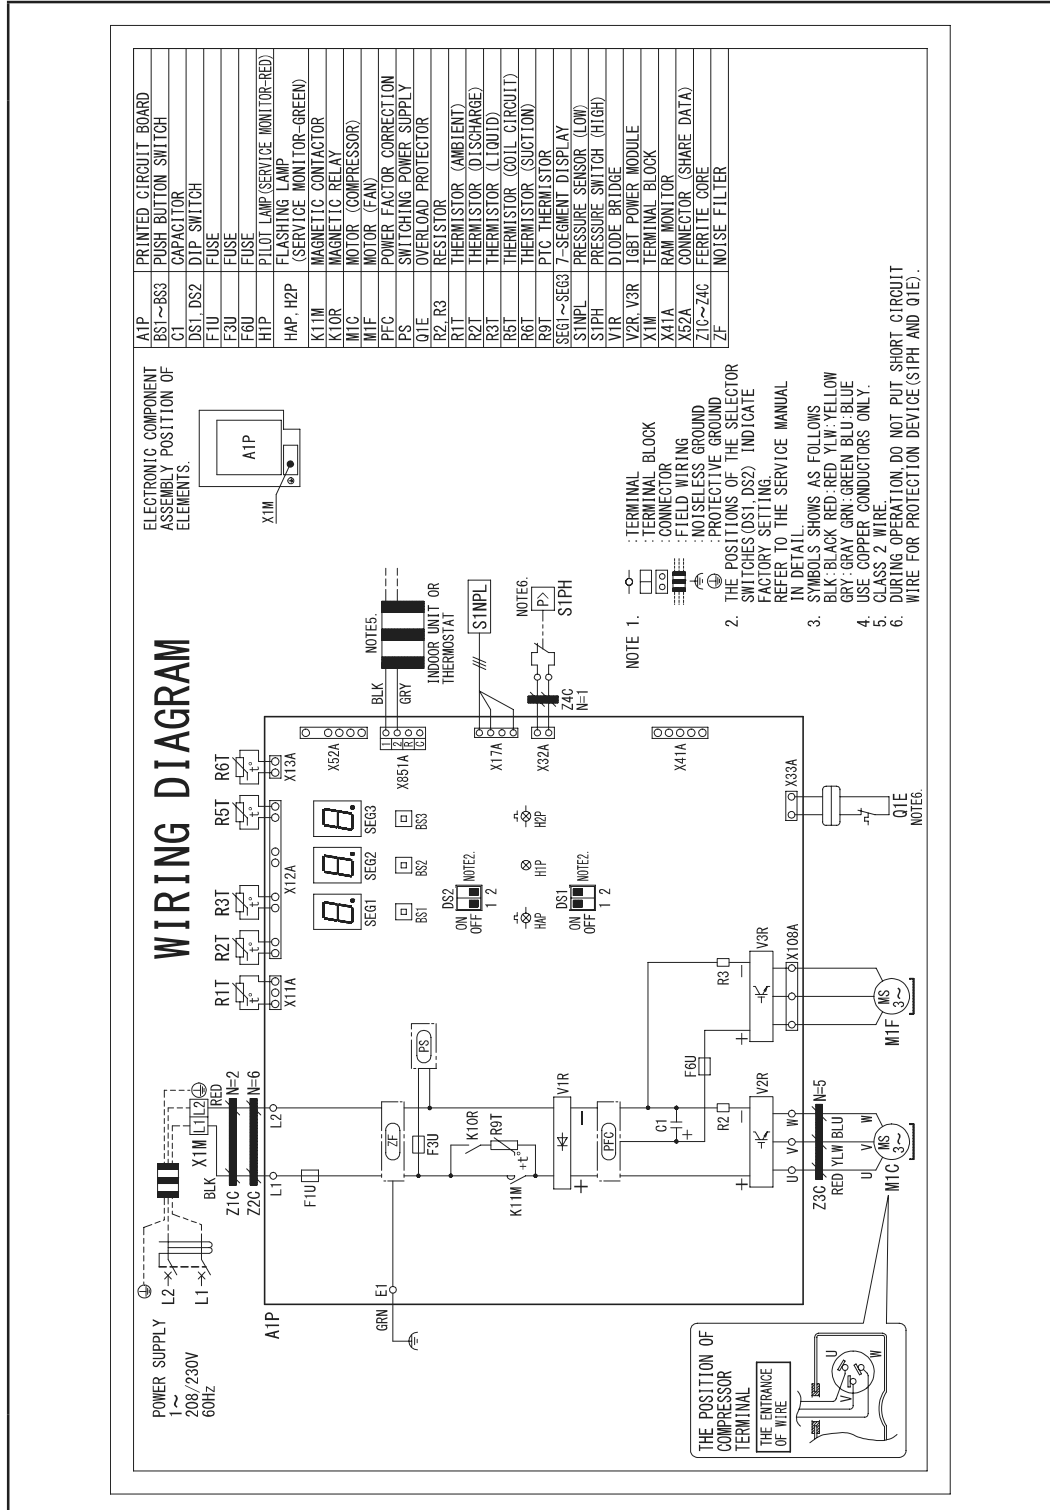 WIRING DIAGRAM
POWER SUPPLY
1~
208/230V
60Hz
L2
L1
X1M
L1 L2
BLK
RED
Z1C
N=2
Z2C
N=6
L1
L2
A1P
F1U
E1
GRN
ZF
F3U
PS
K10R
R9T
+t°
K11M
V1R
+
−
PFC
C1
+
R2
R3
F6U
V2R
+
−
V3R
+
−
X108A
U V W
Z3C
N=5
RED YLW BLU
U V W
MS
3~
M1C
MS
3~
M1F
R1T
t°
X11A
R2T
t°
R3T
t°
X12A
R5T
t°
R6T
t°
X13A
SEG1
SEG2
SEG3
BS1
BS2
BS3
DS2
ON
OFF
1 2
NOTE2.
HAP
H1P
H2P
DS1
ON
OFF
1 2
NOTE2.
X52A
X851A
1
2
R
C
BLK
GRY
NOTE5.
INDOOR UNIT OR
THERMOSTAT
X17A
S1NPL
X32A
Z4C
N=1
NOTE6.
P>
S1PH
X41A
X33A
Q1E
NOTE6.
THE POSITION OF
COMPRESSOR
TERMINAL
THE ENTRANCE
OF WIRE
U
V
W
ELECTRONIC COMPONENT
ASSEMBLY POSITION OF
ELEMENTS.
A1P
X1M
NOTE 1.
:TERMINAL
:TERMINAL BLOCK
:CONNECTOR
:FIELD WIRING
:NOISELESS GROUND
:PROTECTIVE GROUND
2. THE POSITIONS OF THE SELECTOR
SWITCHES(DS1,DS2) INDICATE
FACTORY SETTING.
REFER TO THE SERVICE MANUAL
IN DETAIL.
3. SYMBOLS SHOWS AS FOLLOWS
BLK:BLACK RED:RED YLW:YELLOW
GRY:GRAY GRN:GREEN BLU:BLUE
4. USE COPPER CONDUCTORS ONLY.
5. CLASS 2 WIRE.
6. DURING OPERATION,DO NOT PUT SHORT CIRCUIT
WIRE FOR PROTECTION DEVICE(S1PH AND Q1E).
A1P PRINTED CIRCUIT BOARD
BS1~BS3 PUSH BUTTON SWITCH
C1 CAPACITOR
DS1,DS2 DIP SWITCH
F1U FUSE
F3U FUSE
F6U FUSE
H1P PILOT LAMP(SERVICE MONITOR-RED)
HAP,H2P FLASHING LAMP
(SERVICE MONITOR-GREEN)
K11M MAGNETIC CONTACTOR
K10R MAGNETIC RELAY
M1C MOTOR (COMPRESSOR)
M1F MOTOR (FAN)
PFC POWER FACTOR CORRECTION
PS SWITCHING POWER SUPPLY
Q1E OVERLOAD PROTECTOR
R2,R3 RESISTOR
R1T THERMISTOR (AMBIENT)
R2T THERMISTOR (DISCHARGE)
R3T THERMISTOR (LIQUID)
R5T THERMISTOR (COIL CIRCUIT)
R6T THERMISTOR (SUCTION)
R9T PTC THERMISTOR
SEG1~SEG3 7-SEGMENT DISPLAY
S1NPL PRESSURE SENSOR (LOW)
S1PH PRESSURE SWITCH (HIGH)
V1R DIODE BRIDGE
V2R,V3R IGBT POWER MODULE
X1M TERMINAL BLOCK
X41A RAM MONITOR
X52A CONNECTOR (SHARE DATA)
Z1C~Z4C FERRITE CORE
ZF NOISE FILTER